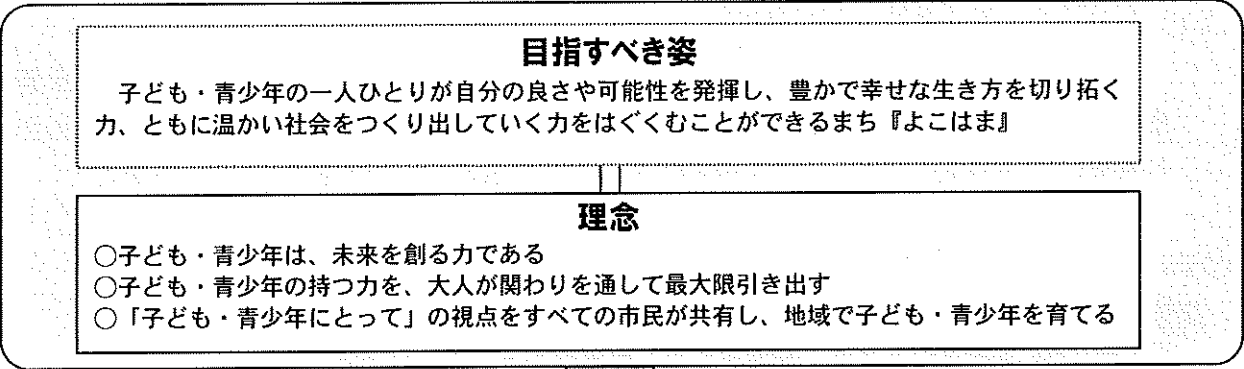 目指すべき姿
子ども・青少年の一人ひとりが自分の良さや可能性を発揮し、豊かで幸せな生き方を切り拓く
力、ともに温かい社会をつくり出していく力をはぐくむことができるまち『よこはま』
理念
○子ども・青少年は、未来を創る力である
○子ども・青少年の持つ力を、大人が関わりを通して最大限引き出す
○「子ども・青少年にとって」の視点をすべての市民が共有し、地域で子ども・青少年を育てる